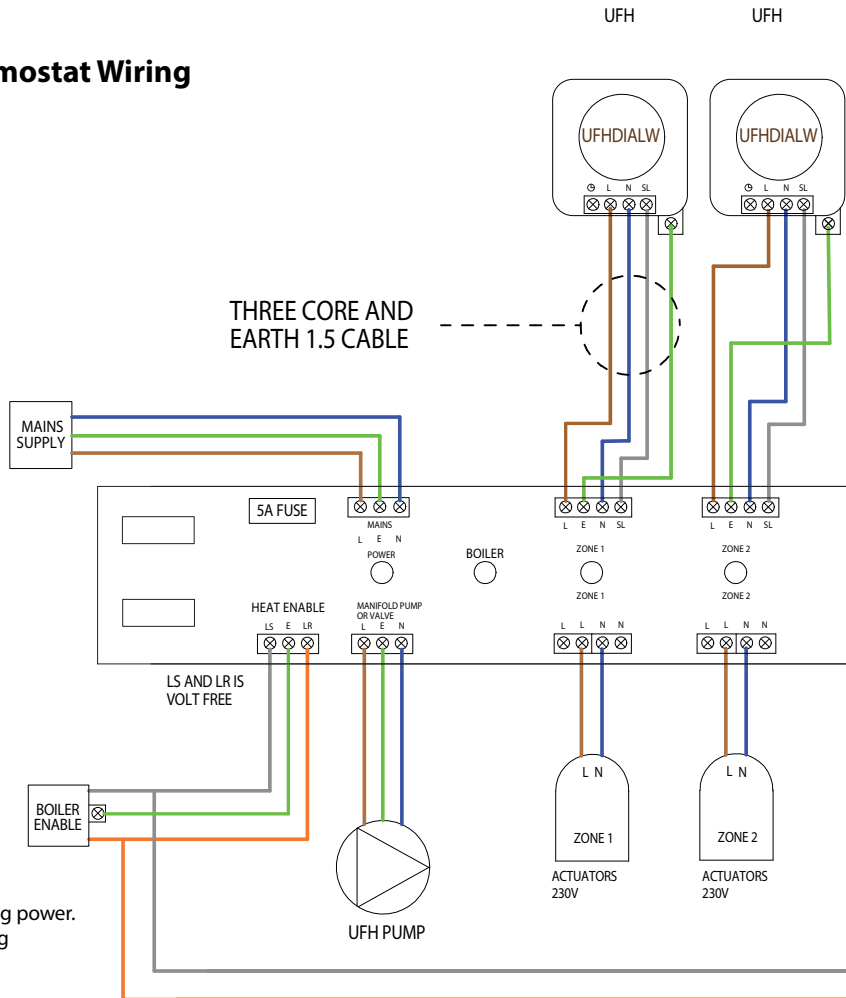 UFH UFH
mostat Wiring
UFHDIALW UFHDIALW
L N SL L N SL
THREE CORE AND
EARTH 1.5 CABLE
MAINS
SUPPLY
5A FUSE
MAINS
L E N
POWER
BOILER
L E N SL
ZONE 1
L E N SL
ZONE 2
HEAT ENABLE
LS E LR
MANIFOLD PUMP
OR VALVE
L E N
ZONE 1
L L N N
ZONE 2
L L N N
LS AND LR IS
VOLT FREE
BOILER
ENABLE
L N
ZONE 1
L N
ZONE 2
ACTUATORS
230V
ACTUATORS
230V
UFH PUMP
g power.
g